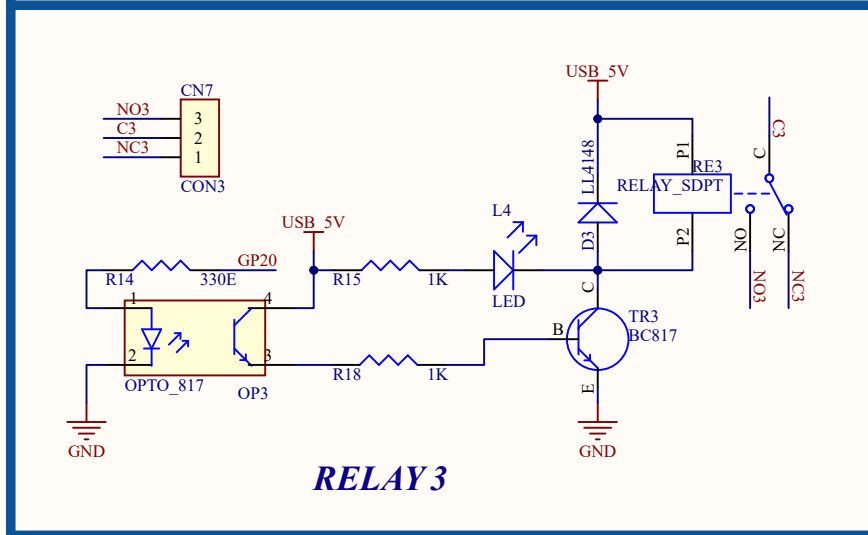 USB_5V
CN7
NO3
3
C3
2
NC3
1
CON3
C3
C
P1
LL4148
RE3
RELAY_SDPT
L4
USB_5V
D3
P2
NO
NC
GP20
R14
330E
R15
1K
LED
NO3
NC3
1
4
C
TR3
B
BC817
2
3
R18
1K
OPTO_817
OP3
E
GND
GND
RELAY 3